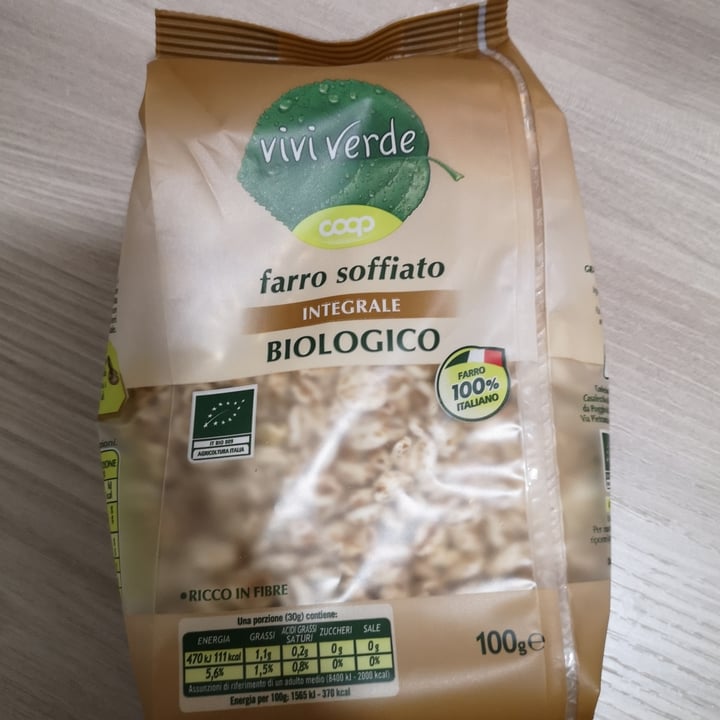 vivi verde
coop
farro soffiato
INTEGRALE
BIOLOGICO
FARRO
100%
ITALIANO
IT BIO 009
AGRICOLTURA ITALIA
•RICCO IN FIBRE
Una porzione (30g) contiene:
ENERGIA GRASSI ACIDI GRASSI SATURI ZUCCHERI SALE
470 kJ 111 kcal 1,1g 0,2g 0g 0g
5,6% 1,5% 0,8% 0% 0%
Assunzioni di riferimento di un adulto medio (8400 kJ - 2000 kcal)
Energia per 100g: 1565 kJ - 370 kcal
100g e